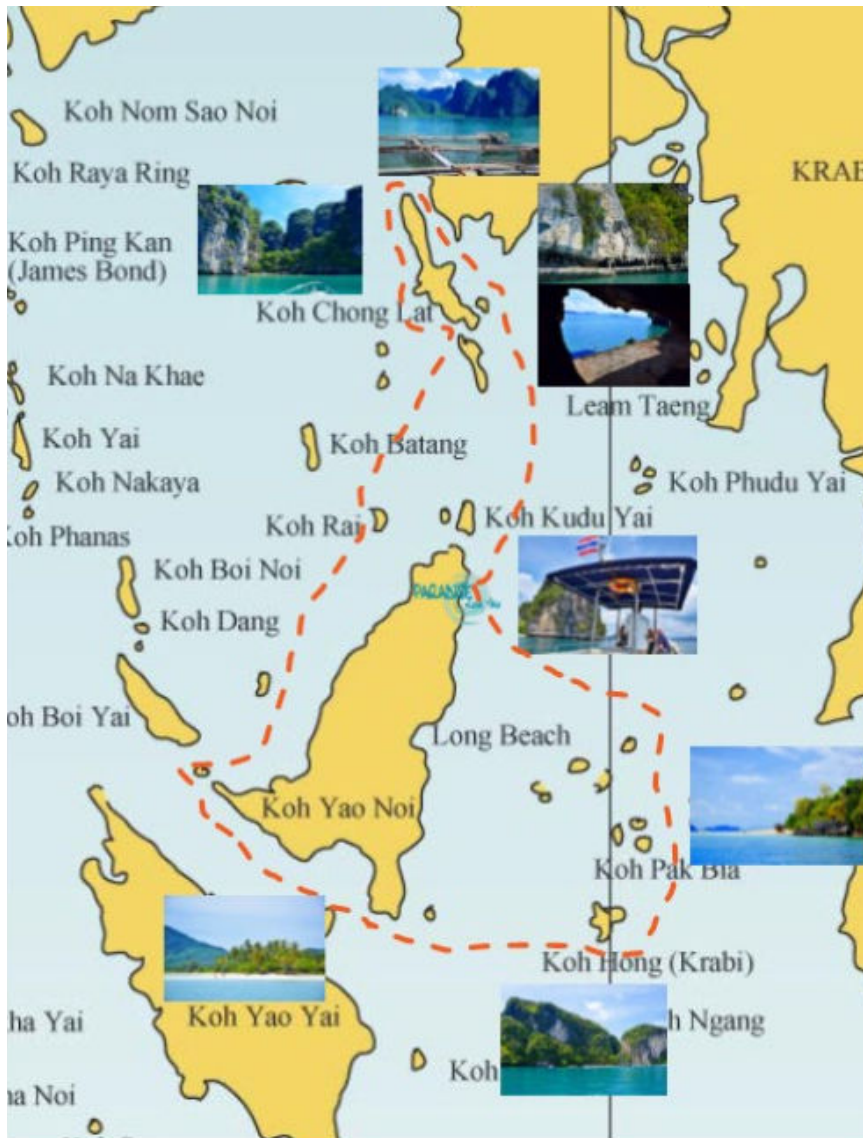 Koh Nom Sao Noi
Koh Raya Ring
KRAB
Koh Ping Kan
(James Bond)
Koh Chong Lat
Koh Na Khae
Leam Taeng
Koh Yai
Koh Batang
Koh Nakaya
Koh Phudu Yai
Koh Rai
Koh Kudu Yai
Koh Phanas
Koh Boi Noi
PARADISE
Koh Dang
oh Boi Yai
Long Beach
Koh Yao Noi
Koh Pak Bia
Koh Hong (Krabi)
Koh Yao Yai
ha Yai
h Ngang
Koh
na Noi